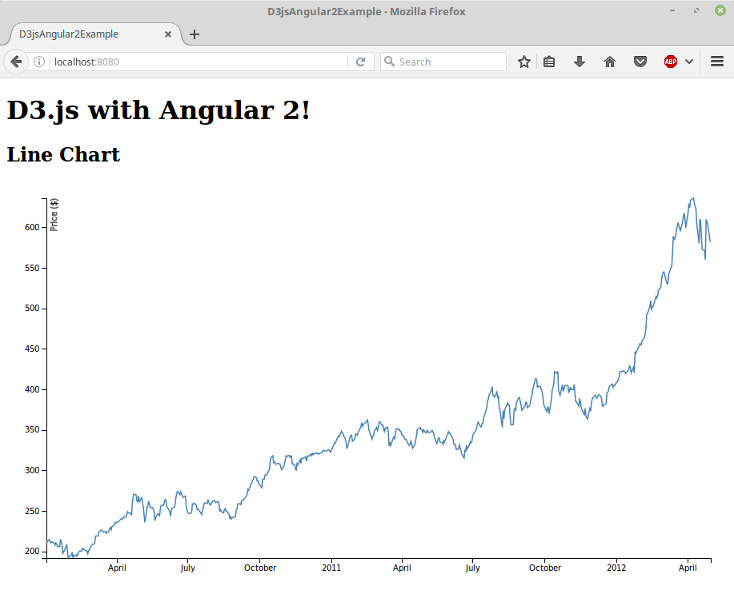 D3jsAngular2Example - Mozilla Firefox
D3jsAngular2Example
localhost:8080
Search
ABP
D3.js with Angular 2!
Line Chart
Price ($)
600
550
500
450
400
350
300
250
200
April July October 2011 April July October 2012 April